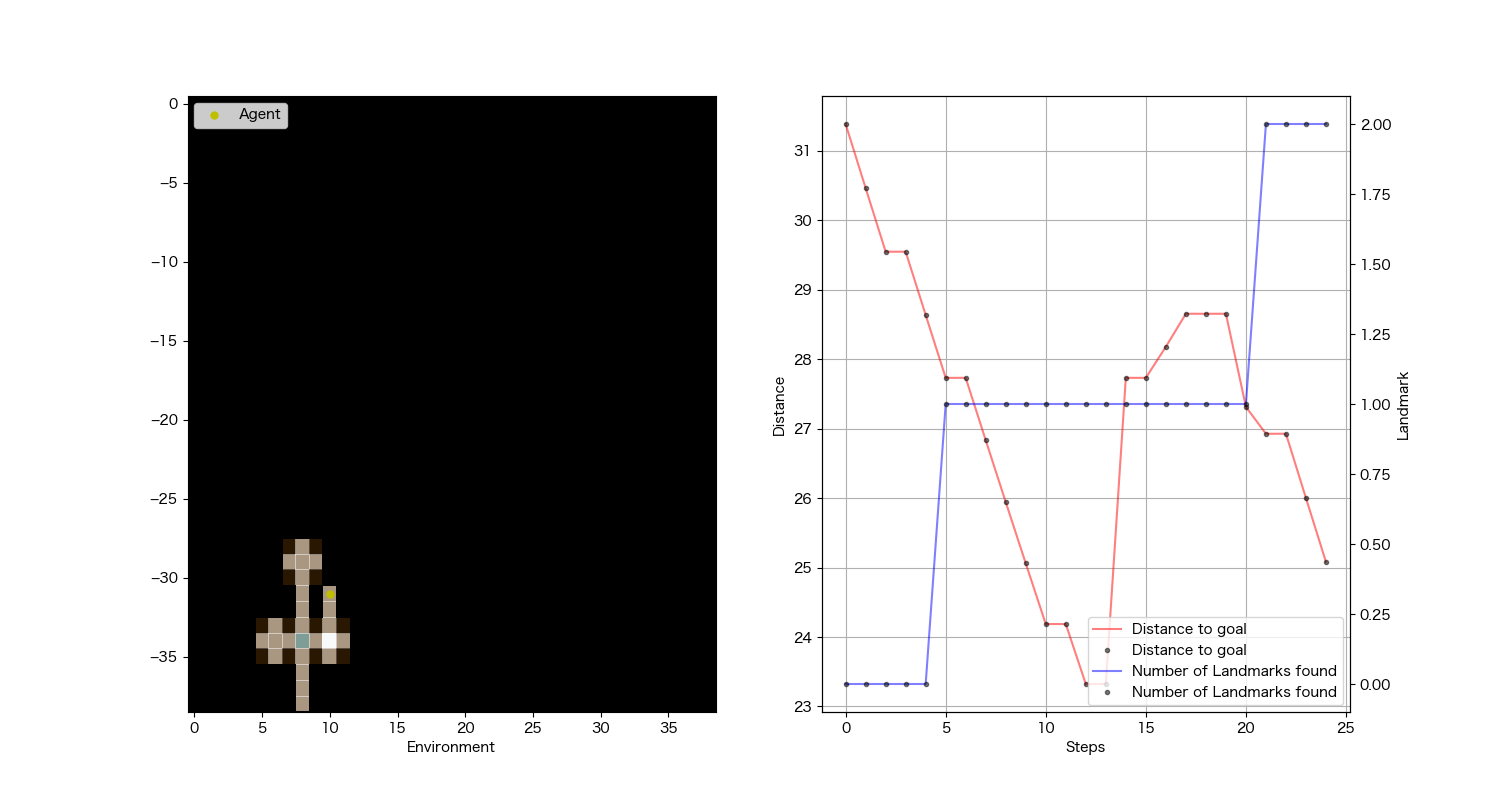 0
Agent
−5
−10
−15
−20
−25
−30
−35
0 5 10 15 20 25 30 35
Environment
31
30
29
28
27
26
25
24
23
Distance
2.00
1.75
1.50
1.25
1.00
0.75
0.50
0.25
0.00
Landmark
Distance to goal
Distance to goal
Number of Landmarks found
Number of Landmarks found
0 5 10 15 20 25
Steps